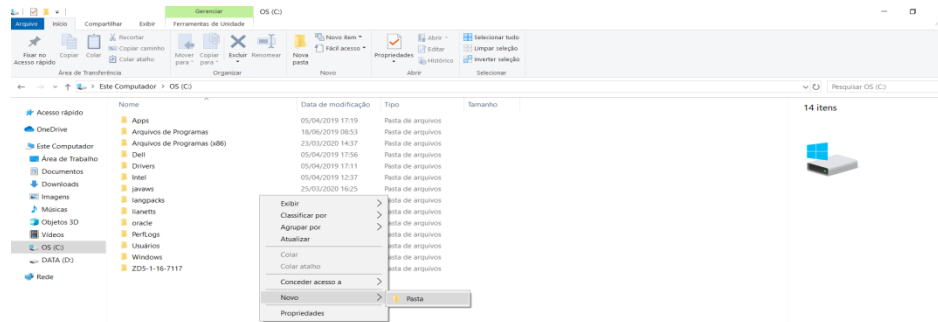 Gerenciar OS (C:)
Arquivo Início Compartilhar Exibir Ferramentas de Unidade
Fixar no Acesso rápido
Copiar
Colar
Recortar
Copiar caminho
Colar atalho
Área de Transferência
Mover para
Copiar para
Excluir
Renomear
Organizar
Nova pasta
Novo item
Fácil acesso
Novo
Propriedades
Abrir
Editar
Histórico
Abrir
Selecionar tudo
Limpar seleção
Inverter seleção
Selecionar
Este Computador > OS (C:)
Pesquisar OS (C:)
Acesso rápido
OneDrive
Este Computador
Área de Trabalho
Documentos
Downloads
Imagens
Músicas
Objetos 3D
Vídeos
OS (C:)
DATA (D:)
Rede
Nome Data de modificação Tipo Tamanho
Apps 05/04/2019 17:19 Pasta de arquivos
Arquivos de Programas 18/06/2019 08:53 Pasta de arquivos
Arquivos de Programas (x86) 23/03/2020 14:37 Pasta de arquivos
Dell 05/04/2019 17:56 Pasta de arquivos
Drivers 05/04/2019 17:11 Pasta de arquivos
Intel 05/04/2019 12:37 Pasta de arquivos
javaws 25/03/2020 16:25 Pasta de arquivos
langpacks asta de arquivos
lianetts asta de arquivos
oracle asta de arquivos
PerfLogs asta de arquivos
Usuários asta de arquivos
Windows asta de arquivos
ZD5-1-16-7117 asta de arquivos
Exibir
Classificar por
Agrupar por
Atualizar
Colar
Colar atalho
Conceder acesso a
Novo
Pasta
Propriedades
14 itens